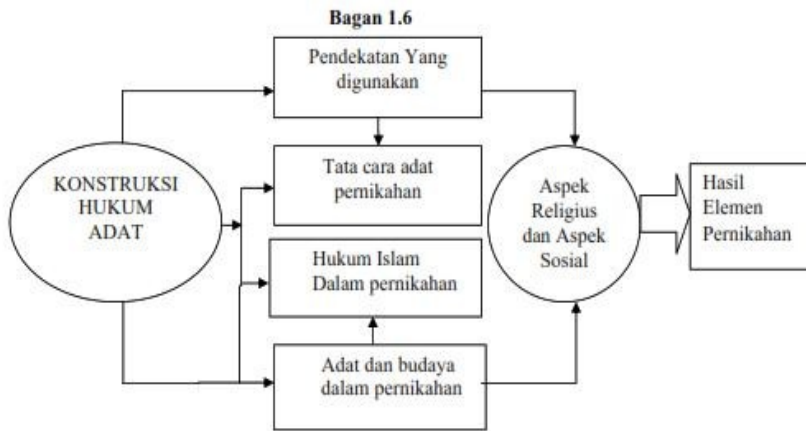 Bagan 1.6
Pendekatan Yang
digunakan
KONSTRUKSI
HUKUM
ADAT
Tata cara adat
pernikahan
Hukum Islam
Dalam pernikahan
Adat dan budaya
dalam pernikahan
Aspek
Religius
dan Aspek
Sosial
Hasil
Elemen
Pernikahan